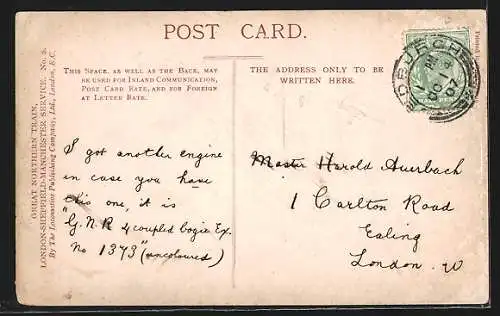 POST CARD.
THIS SPACE, AS WELL AS THE BACK, MAY
BE USED FOR INLAND COMMUNICATION,
POST CARD RATE, AND FOR FOREIGN
AT LETTER RATE.
THE ADDRESS ONLY TO BE
WRITTEN HERE.
GREAT NORTHERN TRAIN,
LONDON-SHEFFIELD-MANCHESTER SERVICE. No. 2.
By The Locomotive Publishing Company, Ltd., London, E.C.
I got another engine
in case you have
this one, it is
"G.N.R 4 coupled bogie Ex.
No 1373" (uncoloured)
Master Harold Auerbach
1 Carlton Road
Ealing
London. W